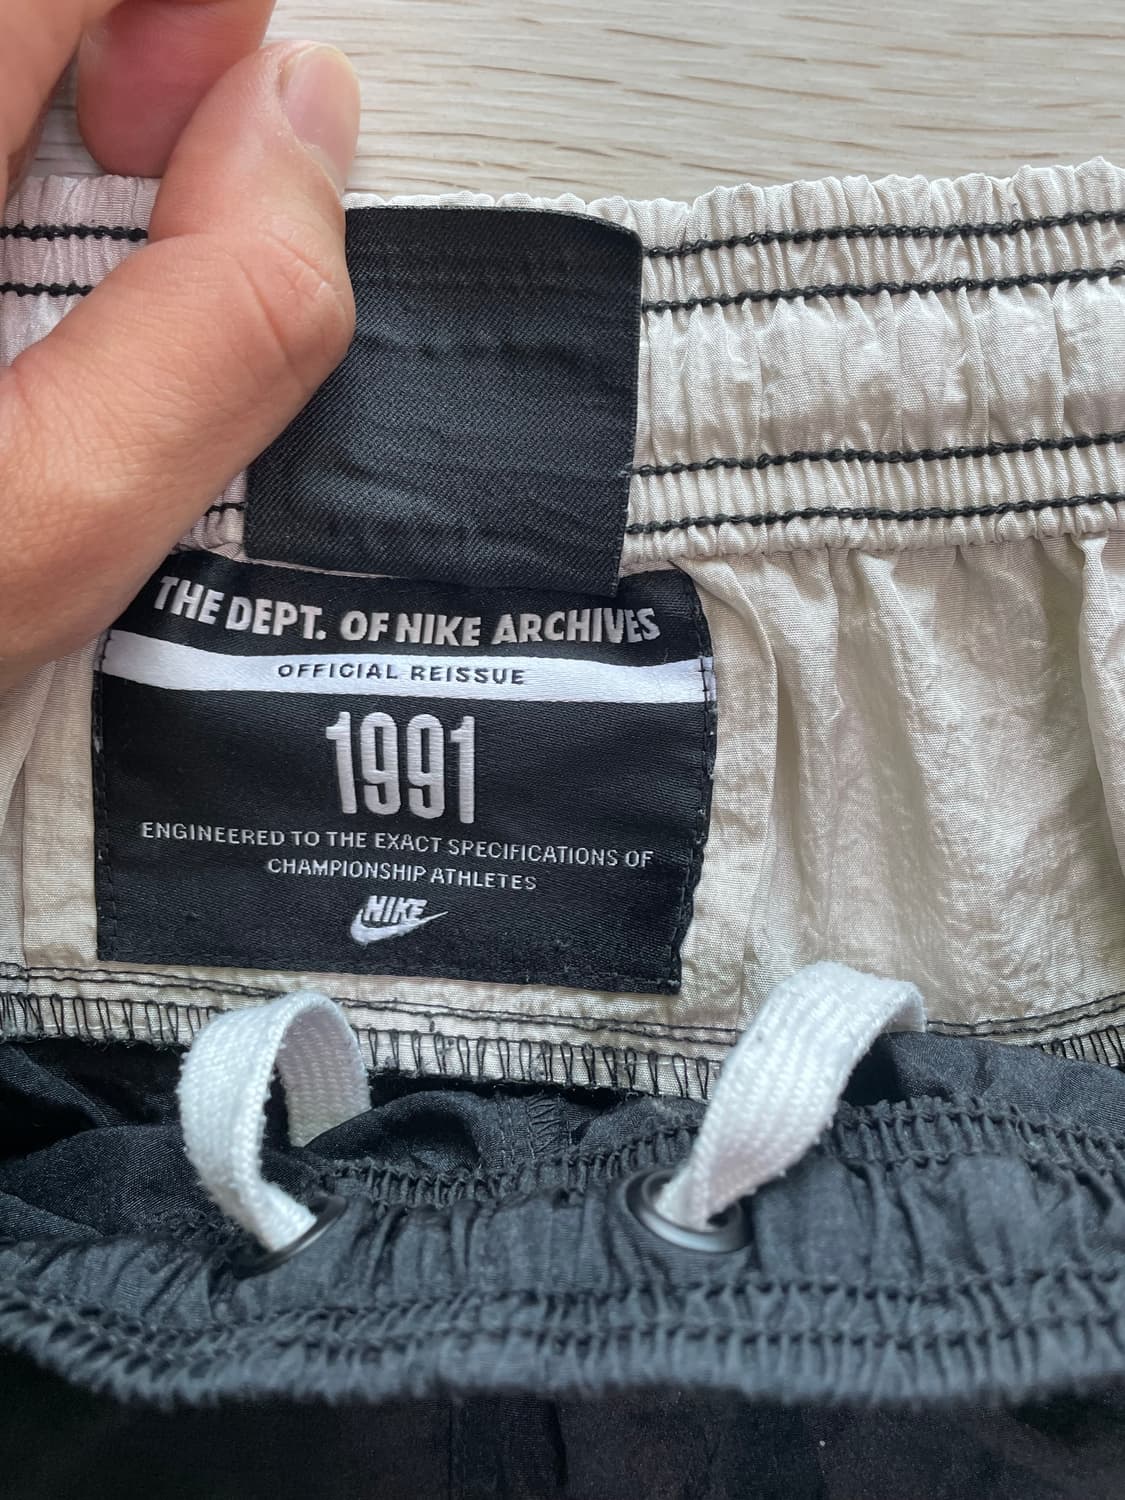 THE DEPT. OF NIKE ARCHIVES
OFFICIAL REISSUE
1991
ENGINEERED TO THE EXACT SPECIFICATIONS OF
CHAMPIONSHIP ATHLETES
NIKE